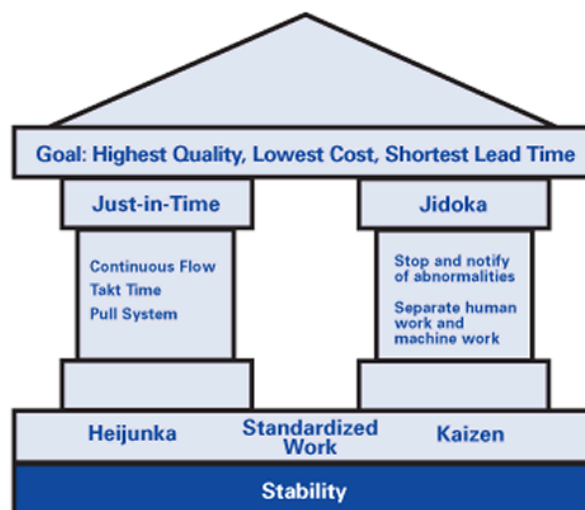 Goal: Highest Quality, Lowest Cost, Shortest Lead Time
Just-in-Time
Continuous Flow
Takt Time
Pull System
Jidoka
Stop and notify
of abnormalities
Separate human
work and
machine work
Heijunka
Standardized
Work
Kaizen
Stability